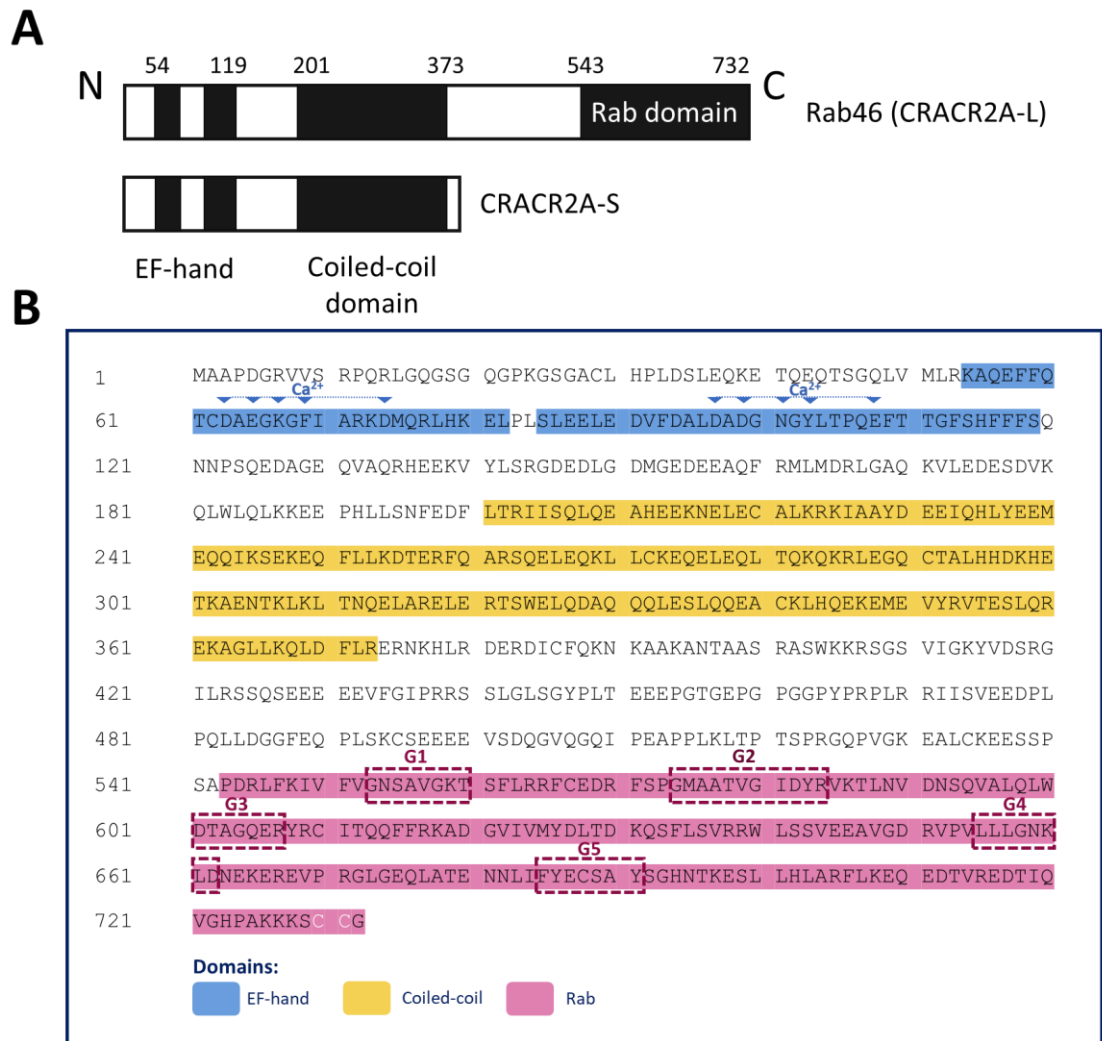 A
54 119 201 373 543 732
N C
Rab domain
Rab46 (CRACR2A-L)
CRACR2A-S
EF-hand
Coiled-coil
domain
B
1 MAAPDGRVVS RPQRLGQGSG QGPKGSGACL HPLDSLEQKE TQEQTSGQLV MLRKAQEFFQ
Ca2+ Ca2+
61 TCDAEGKGFI ARKDMQRLHK ELPLSLEELE DVFDALDADG NGYLTPQEFT TGFSHFFFSQ
121 NNPSQEDAGE QVAQRHEEKV YLSRGDEDLG DMGEDEEAQF RMLMDRLGAQ KVLEDESDVK
181 QLWLQLKKEE PHLLSNFEDF LTRIISQLQE AHEEKNELEC ALKRKIAAYD EEIQHLYEEM
241 EQQIKSEKEQ FLLKDTERFQ ARSQELEQKL LCKEQELEQL TQKQKRLEGQ CTALHHDKHE
301 TKAENTKLKL TNQELARELE RTSWELQDAQ QQLESLQQEA CKLHQEKEME VYRVTESLQR
361 EKAGLLKQLD FLRERNKHLR DERDICFQKN KAAKANTAAS RASWKKRSGS VIGKYVDSRG
421 ILRSSQSEEE EEVFGIPRRS SLGLSGYPLT EEEPGTGEPG PGGPYPRPLR RIISVEEDPL
481 PQLLDGGFEQ PLSKCSEEEE VSDQGVQGQI PEAPPLKLTP TSPRGQPVGK EALCKEESSP
G1 G2
541 SAPDRLFKIV FVGNSAVGKT SFLRRFCEDR FSPGMAATVG IDYRVKTLNV DNSQVALQLW
G3 G4
601 DTAGQERYRC ITQQFFRKAD GVIVMYDLTD KQSFLSVRRW LSSVEEAVGD RVPVLLLGNK
G5
661 LDNEKEREVP RGLGEQLATE NNLIFYECSA YSGHNTKESL LHLARFLKEQ EDTVREDTIQ
721 VGHPAKKKSC CG
Domains:
EF-hand Coiled-coil Rab